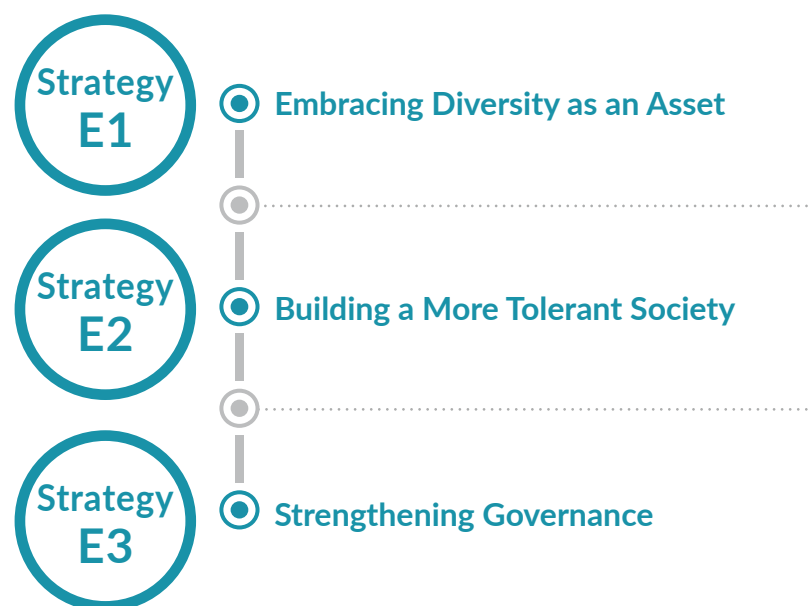 Strategy
E1
Embracing Diversity as an Asset
Strategy
E2
Building a More Tolerant Society
Strategy
E3
Strengthening Governance